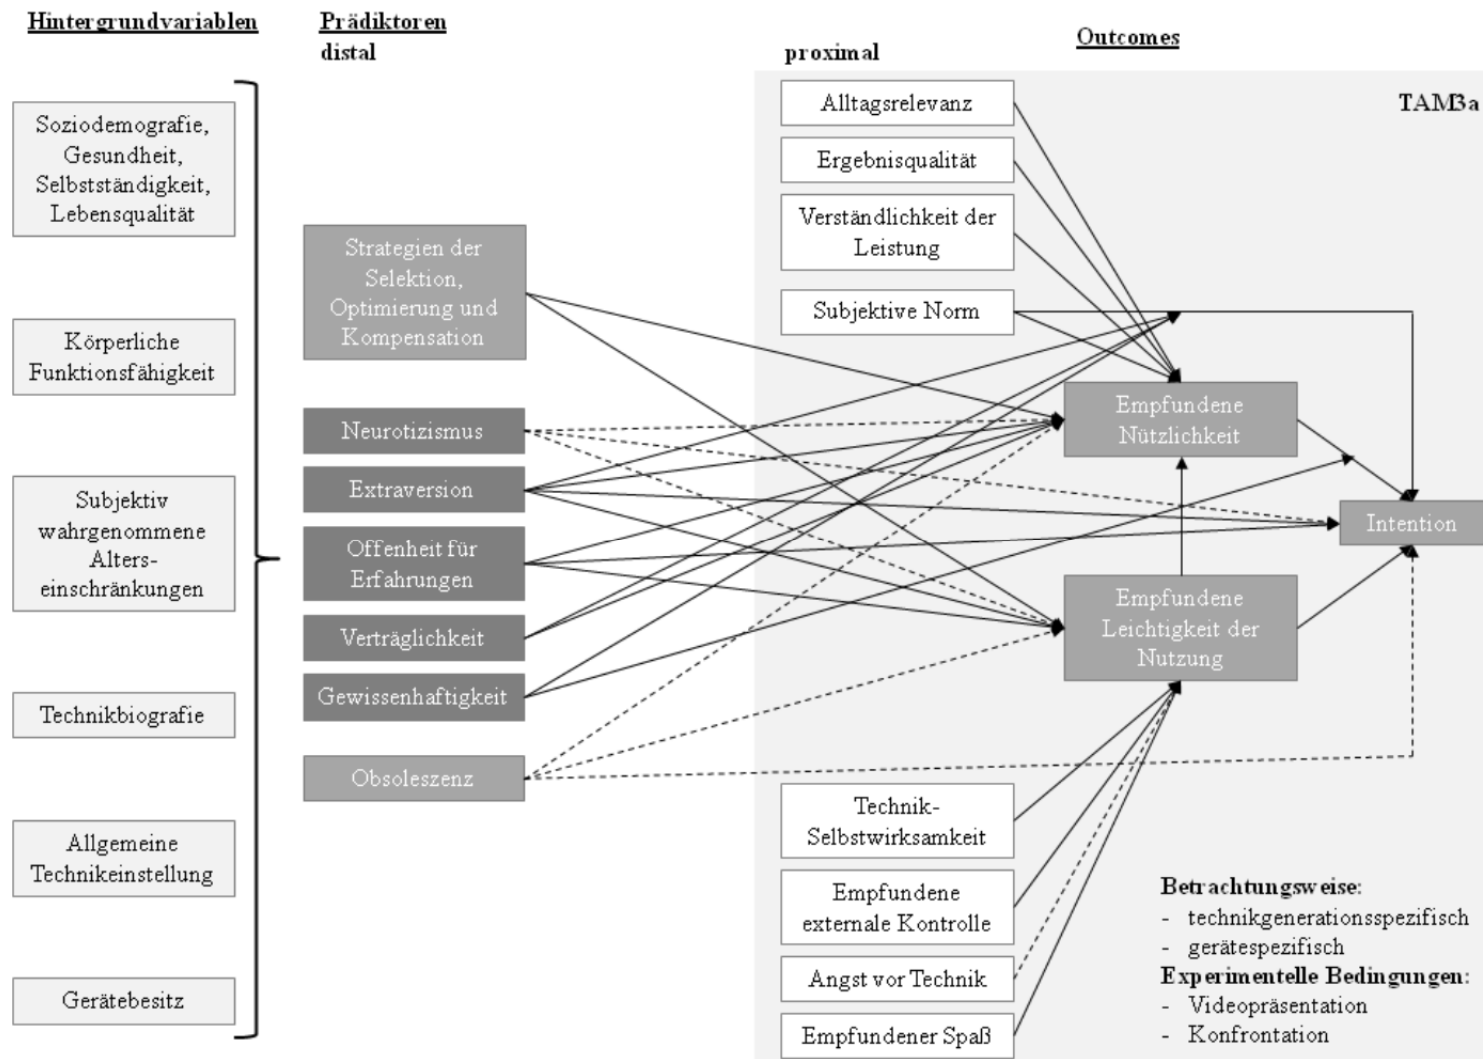 Hintergrundvariablen
Soziodemografie,
Gesundheit,
Selbstständigkeit,
Lebensqualität
Körperliche
Funktionsfähigkeit
Subjektiv
wahrgenommene
Alters-
einschränkungen
Technikbiografie
Allgemeine
Technikeinstellung
Gerätebesitz
Prädiktoren
distal
Strategien der
Selektion,
Optimierung und
Kompensation
Neurotizismus
Extraversion
Offenheit für
Erfahrungen
Verträglichkeit
Gewissenhaftigkeit
Obsoleszenz
proximal
Alltagsrelevanz
Ergebnisqualität
Verständlichkeit der
Leistung
Subjektive Norm
Technik-
Selbstwirksamkeit
Empfundene
externale Kontrolle
Angst vor Technik
Empfundener Spaß
Outcomes
TAM3a
Empfundene
Nützlichkeit
Empfundene
Leichtigkeit der
Nutzung
Intention
Betrachtungsweise:
- technikgenerationsspezifisch
- gerätespezifisch
Experimentelle Bedingungen:
- Videopräsentation
- Konfrontation